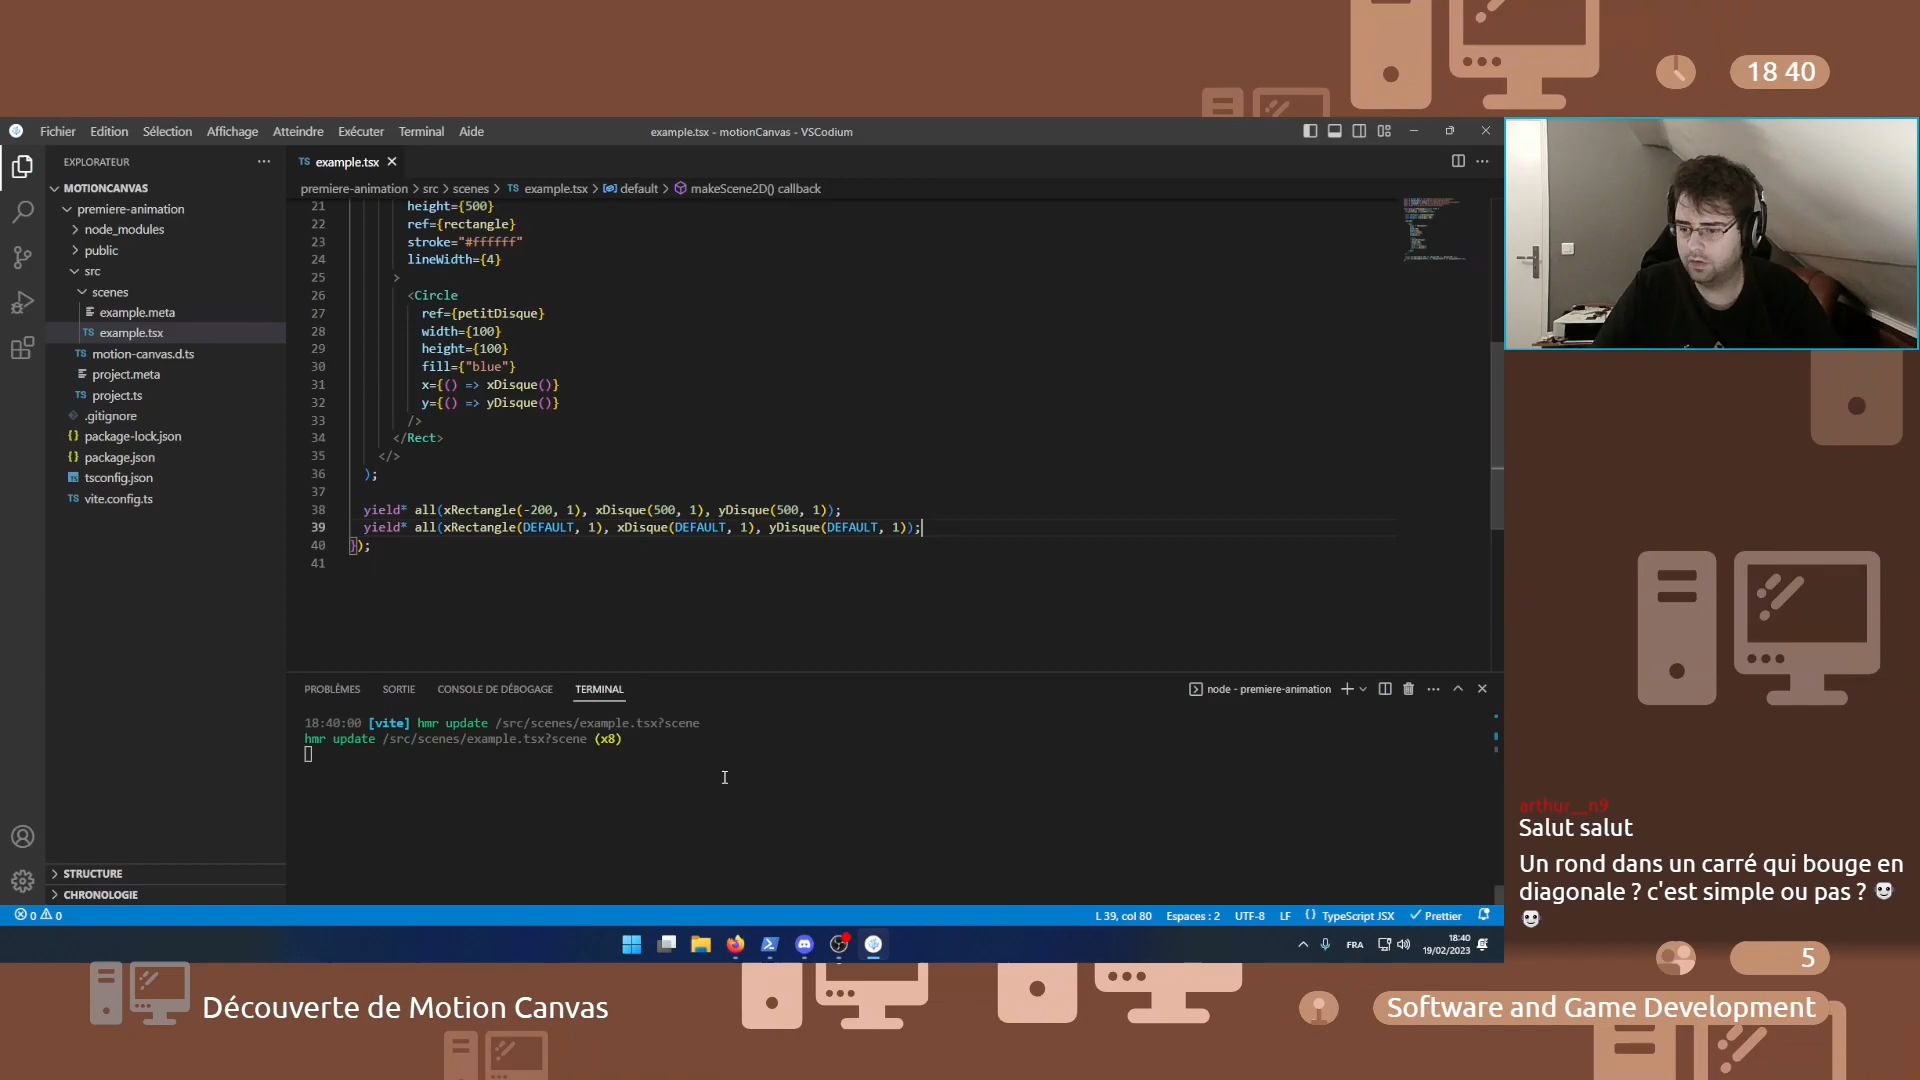 18 40
Fichier Edition Sélection Affichage Atteindre Exécuter Terminal Aide
example.tsx - motionCanvas - VSCodium
EXPLORATEUR
TS example.tsx
MOTIONCANVAS
premiere-animation > src > scenes > TS example.tsx > default > makeScene2D() callback
premiere-animation
node_modules
public
src
scenes
example.meta
TS example.tsx
TS motion-canvas.d.ts
project.meta
TS project.ts
.gitignore
{} package-lock.json
{} package.json
tsconfig.json
TS vite.config.ts
STRUCTURE
CHRONOLOGIE
21 height={500}
22 ref={rectangle}
23 stroke="#ffffff"
24 lineWidth={4}
25 >
26 <Circle
27 ref={petitDisque}
28 width={100}
29 height={100}
30 fill={"blue"}
31 x={() => xDisque()}
32 y={() => yDisque()}
33 />
34 </Rect>
35 </>
36 );
37
38 yield* all(xRectangle(-200, 1), xDisque(500, 1), yDisque(500, 1));
39 yield* all(xRectangle(DEFAULT, 1), xDisque(DEFAULT, 1), yDisque(DEFAULT, 1));
40 });
41
PROBLÈMES SORTIE CONSOLE DE DÉBOGAGE TERMINAL
node - premiere-animation
18:40:00 [vite] hmr update /src/scenes/example.tsx?scene
hmr update /src/scenes/example.tsx?scene (x8)
0 0
L 39, col 80 Espaces : 2 UTF-8 LF {} TypeScript JSX Prettier
FRA
18:40
19/02/2023
arthur__n9
Salut salut
Un rond dans un carré qui bouge en
diagonale ? c'est simple ou pas ?
5
Découverte de Motion Canvas
Software and Game Development